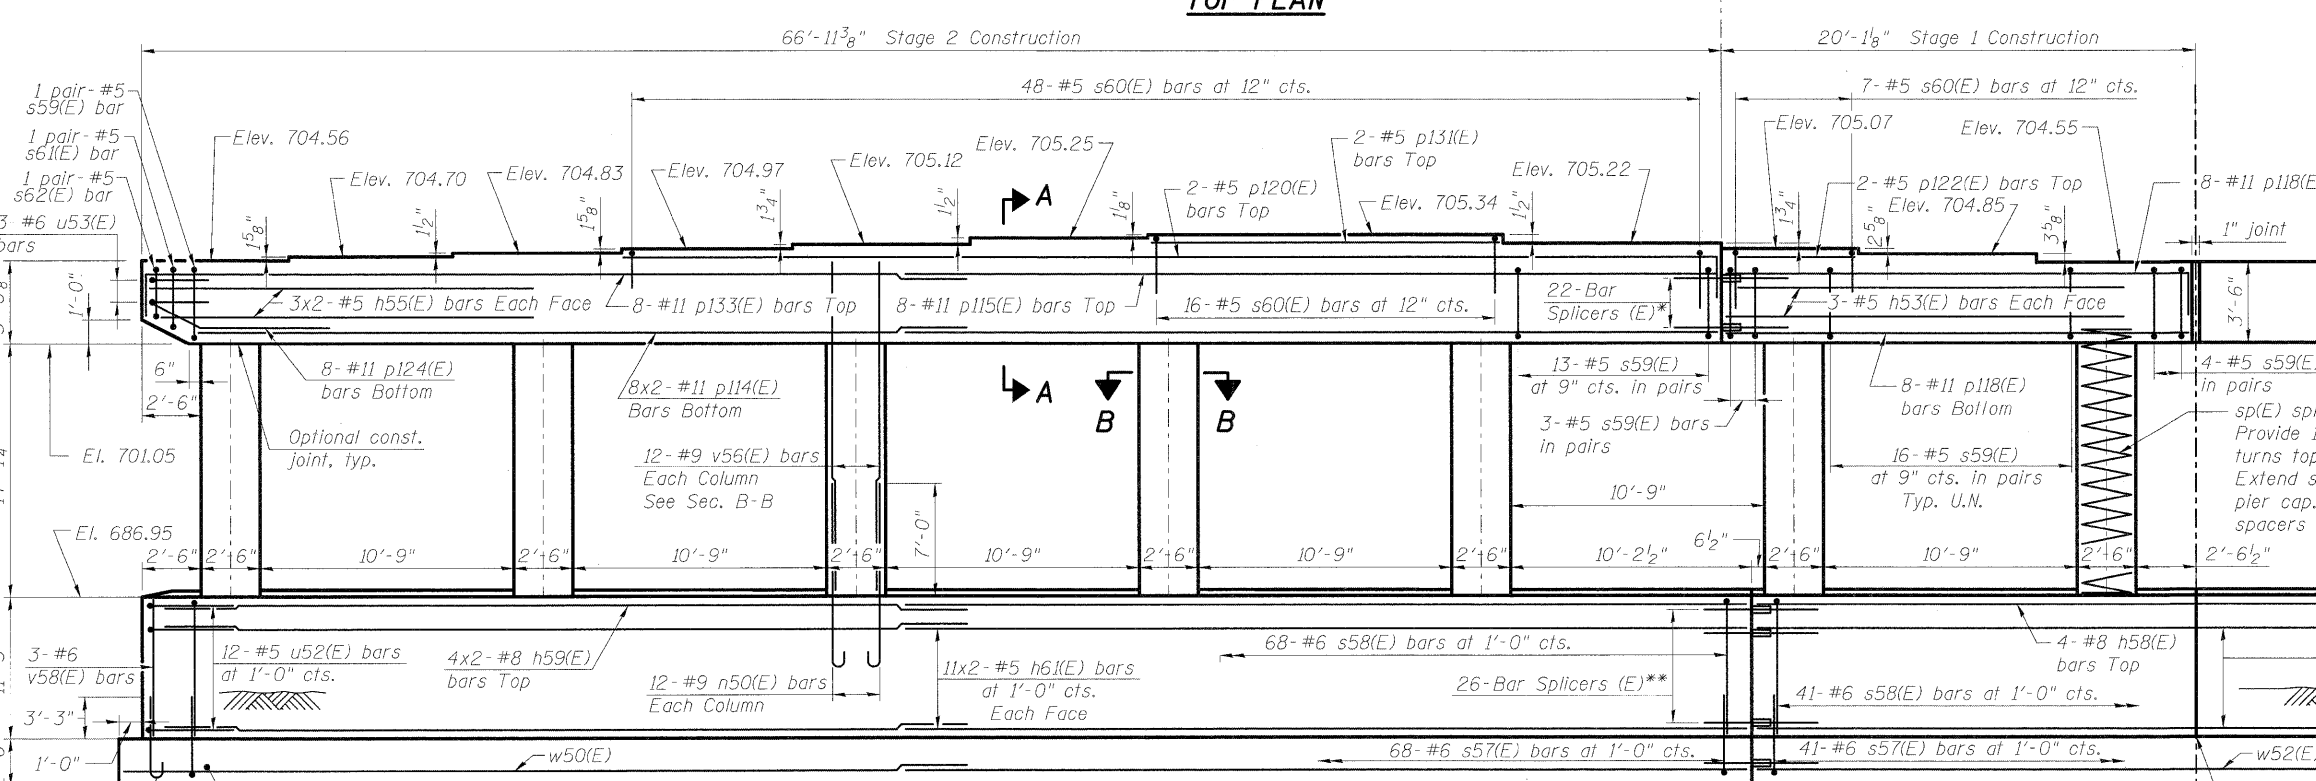 TOP PLAN
66'-11 3/8" Stage 2 Construction
20'-1 1/8" Stage 1 Construction
1 pair-#5
s59(E) bar
48-#5 s60(E) bars at 12" cts.
7-#5 s60(E) bars at 12" cts.
1 pair-#5
s61(E) bar
Elev. 704.56
Elev. 704.70
Elev. 704.83
Elev. 704.97
Elev. 705.12
Elev. 705.25
2-#5 p131(E)
bars Top
Elev. 705.22
Elev. 705.07
Elev. 704.55
1 pair-#5
s62(E) bar
2-#5 p120(E)
bars Top
Elev. 705.34
2-#5 p122(E) bars Top
Elev. 704.85
8-#11 p118(E)
3-#6 u53(E)
bars
1 5/8"
1 1/2"
1 5/8"
1 3/4"
1 1/2"
1 1/8"
1 1/2"
1 3/4"
2 5/8"
3 5/8"
1" joint
1'-0"
3x2-#5 h55(E) bars Each Face
8-#11 p133(E) bars Top
8-#11 p115(E) bars Top
16-#5 s60(E) bars at 12" cts.
22-Bar
Splicers (E)*
3-#5 h53(E) bars Each Face
3'-6"
6"
2'-6"
8-#11 p124(E)
bars Bottom
8x2-#11 p114(E)
Bars Bottom
A
A
B
B
13-#5 s59(E)
at 9" cts. in pairs
8-#11 p118(E)
bars Bottom
4-#5 s59(E)
in pairs
3-#5 s59(E) bars
in pairs
El. 701.05
Optional const.
joint, typ.
12-#9 v56(E) bars
Each Column
See Sec. B-B
16-#5 s59(E)
at 9" cts. in pairs
Typ. U.N.
sp(E)
Provide
turns
Extend
pier cap.
spacers
10'-9"
7'-0"
El. 686.95
6 1/2"
2'-6"
2'-6"
10'-9"
2'-6"
10'-9"
2'-6"
10'-9"
2'-6"
10'-9"
2'-6"
10'-2 1/2"
2'-6"
10'-9"
2'-6"
2'-6 1/2"
3-#6
v58(E) bars
12-#5 u52(E) bars
at 1'-0" cts.
4x2-#8 h59(E)
bars Top
12-#9 n50(E) bars
Each Column
11x2-#5 h61(E) bars
at 1'-0" cts.
Each Face
68-#6 s58(E) bars at 1'-0" cts.
26-Bar Splicers (E)**
4-#8 h58(E)
bars Top
41-#6 s58(E) bars at 1'-0" cts.
3'-3"
1'-0"
w50(E)
68-#6 s57(E) bars at 1'-0" cts.
41-#6 s57(E) bars at 1'-0" cts.
w52(E)